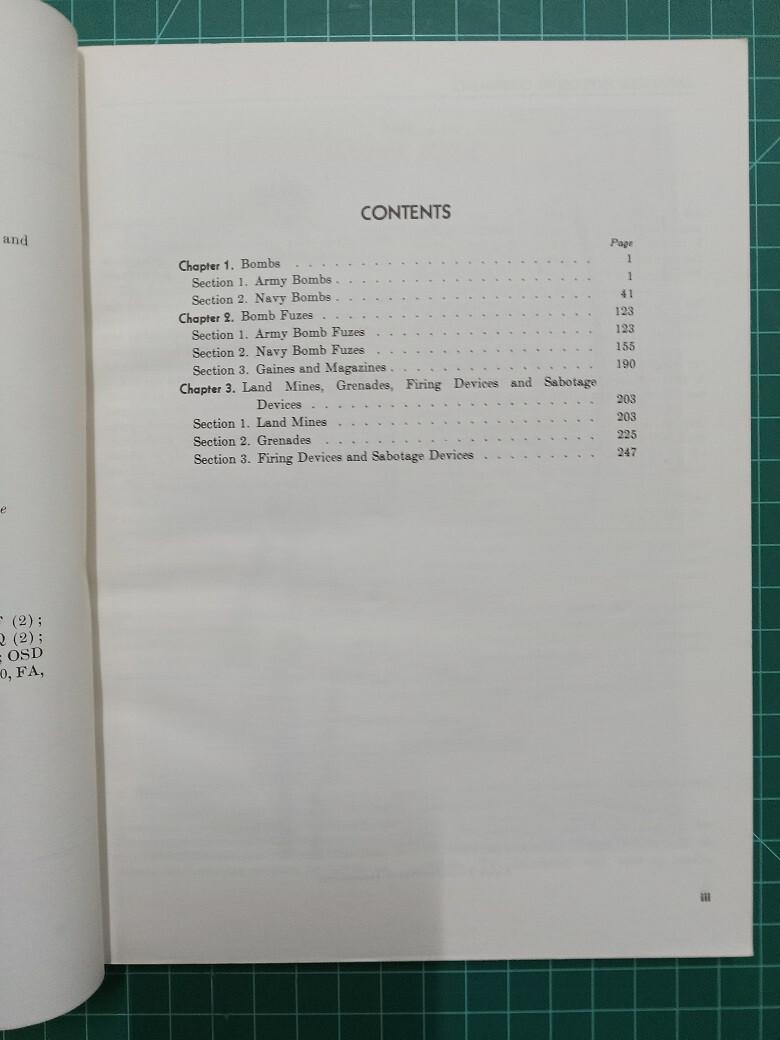 and
e
(2);
Q (2);
; OSD
0, FA,
CONTENTS
Page
Chapter 1. Bombs . . . . . . . . . . . . . . . . . . . . . . . 1
Section 1. Army Bombs . . . . . . . . . . . . . . . . . . . . 1
Section 2. Navy Bombs . . . . . . . . . . . . . . . . . . . . 41
Chapter 2. Bomb Fuzes . . . . . . . . . . . . . . . . . . . . . 123
Section 1. Army Bomb Fuzes . . . . . . . . . . . . . . . . . 123
Section 2. Navy Bomb Fuzes . . . . . . . . . . . . . . . . . 155
Section 3. Gaines and Magazines . . . . . . . . . . . . . . . . 190
Chapter 3. Land Mines, Grenades, Firing Devices and Sabotage
Devices . . . . . . . . . . . . . . . . . . . . . . 203
Section 1. Land Mines . . . . . . . . . . . . . . . . . . . . 203
Section 2. Grenades . . . . . . . . . . . . . . . . . . . . . 225
Section 3. Firing Devices and Sabotage Devices . . . . . . . . . 247
iii